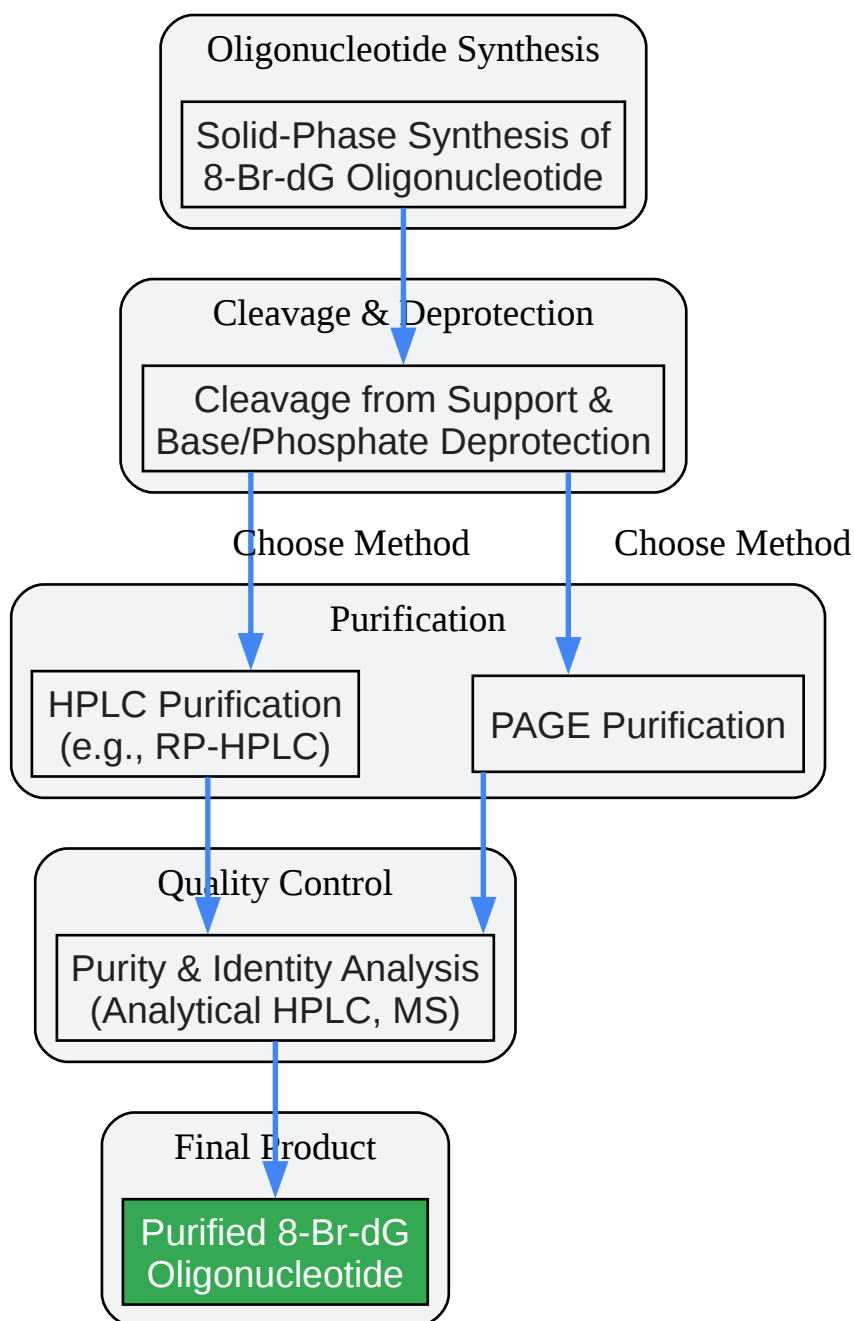 Oligonucleotide Synthesis
Solid-Phase Synthesis of
8-Br-dG Oligonucleotide
Cleavage & Deprotection
Cleavage from Support &
Base/Phosphate Deprotection
Choose Method
Choose Method
Purification
HPLC Purification
(e.g., RP-HPLC)
PAGE Purification
Quality Control
Purity & Identity Analysis
(Analytical HPLC, MS)
Final Product
Purified 8-Br-dG
Oligonucleotide